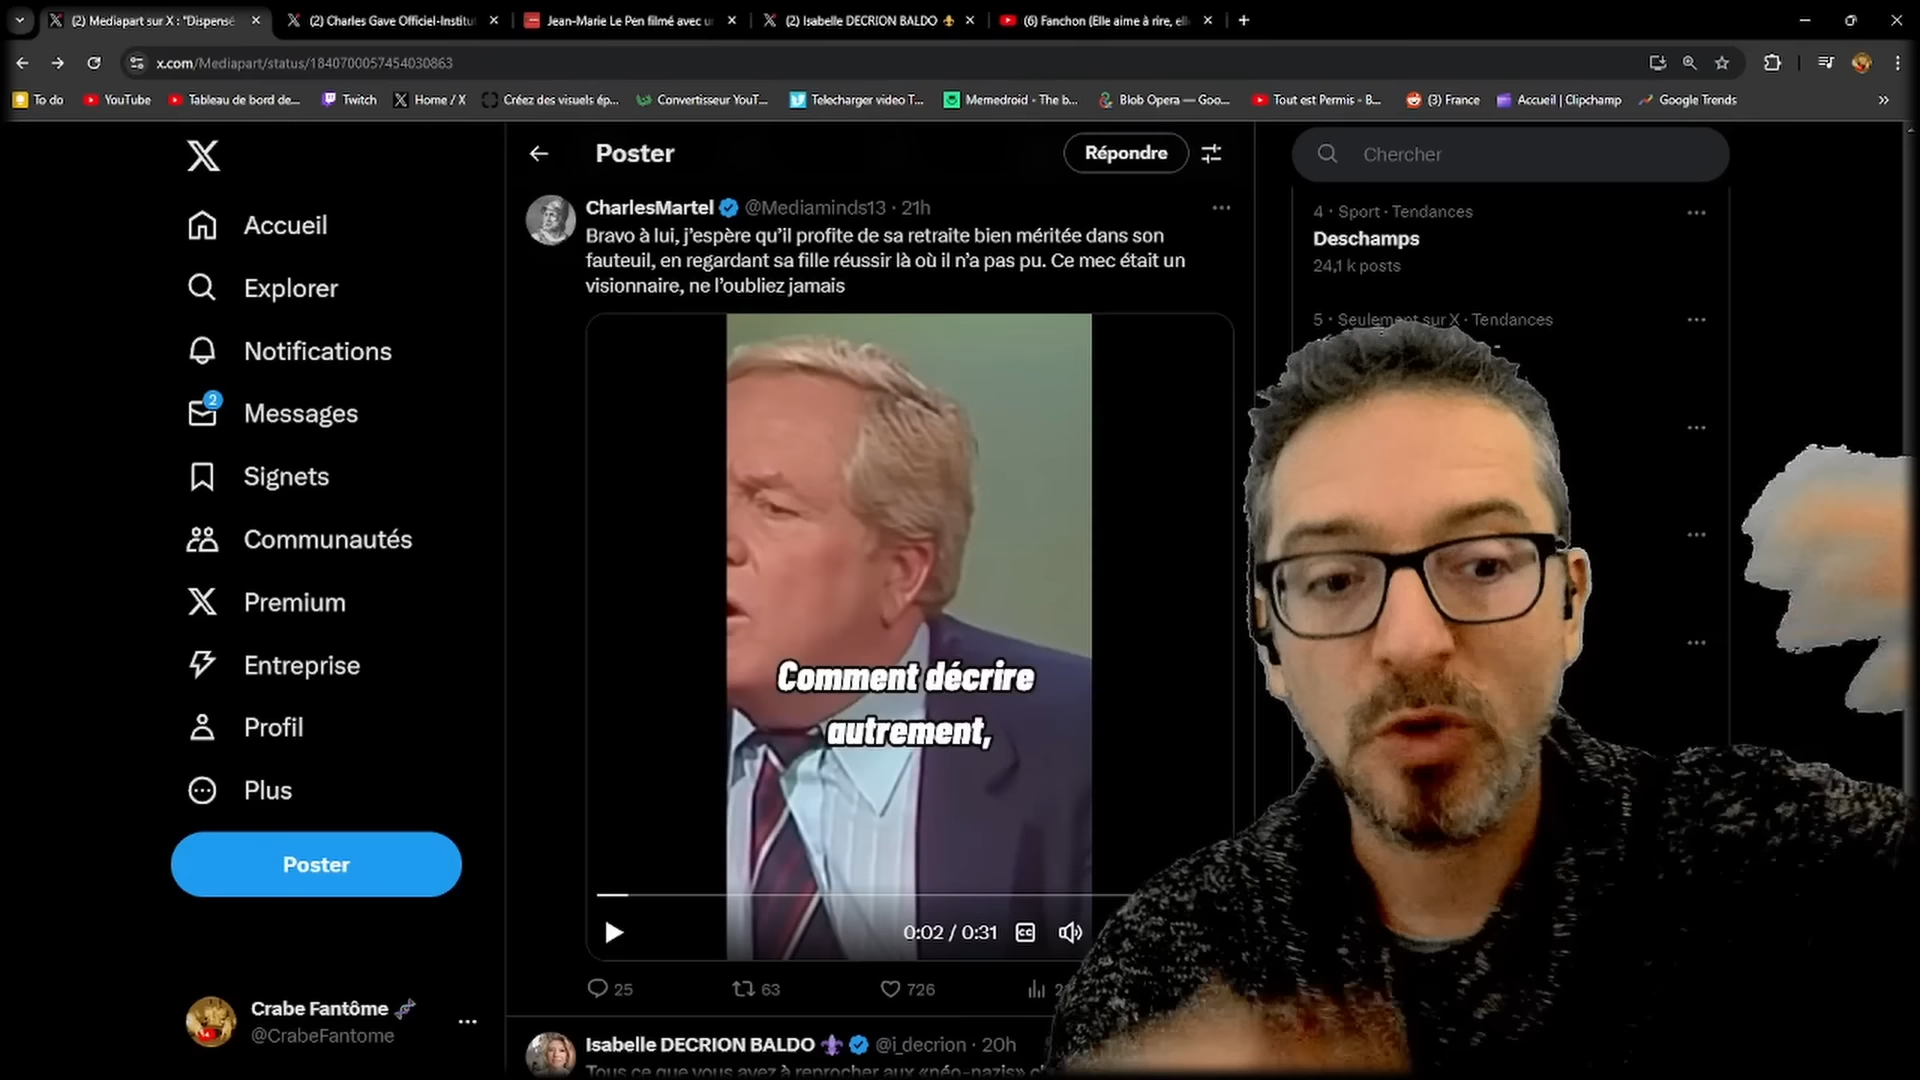 (2) Mediapart sur X : "Dispensé
(2) Charles Gave Officiel-Institu
Jean-Marie Le Pen filmé avec u
(2) Isabelle DECRION BALDO
(6) Fanchon (Elle aime à rire, ell
x.com/Mediapart/status/1840700057454030863
To do
YouTube
Tableau de bord de...
Twitch
Home / X
Créez des visuels ép...
Convertisseur YouT...
Telecharger video T...
Memedroid - The b...
Blob Opera — Goo...
Tout est Permis - B...
(3) France
Accueil | Clipchamp
Google Trends
Accueil
Explorer
Notifications
2
Messages
Signets
Communautés
Premium
Entreprise
Profil
Plus
Poster
Crabe Fantôme
@CrabeFantome
Poster
Répondre
CharlesMartel @Mediaminds13 · 21h
Bravo à lui, j'espère qu'il profite de sa retraite bien méritée dans son
fauteuil, en regardant sa fille réussir là où il n'a pas pu. Ce mec était un
visionnaire, ne l'oubliez jamais
Comment décrire
autrement,
0:02 / 0:31
CC
25
63
726
Isabelle DECRION BALDO @i_decrion · 20h
Tous ce que vous avez à reprocher aux «néo-nazis»
Chercher
4 · Sport · Tendances
Deschamps
24,1 k posts
5 · Seulement sur X · Tendances